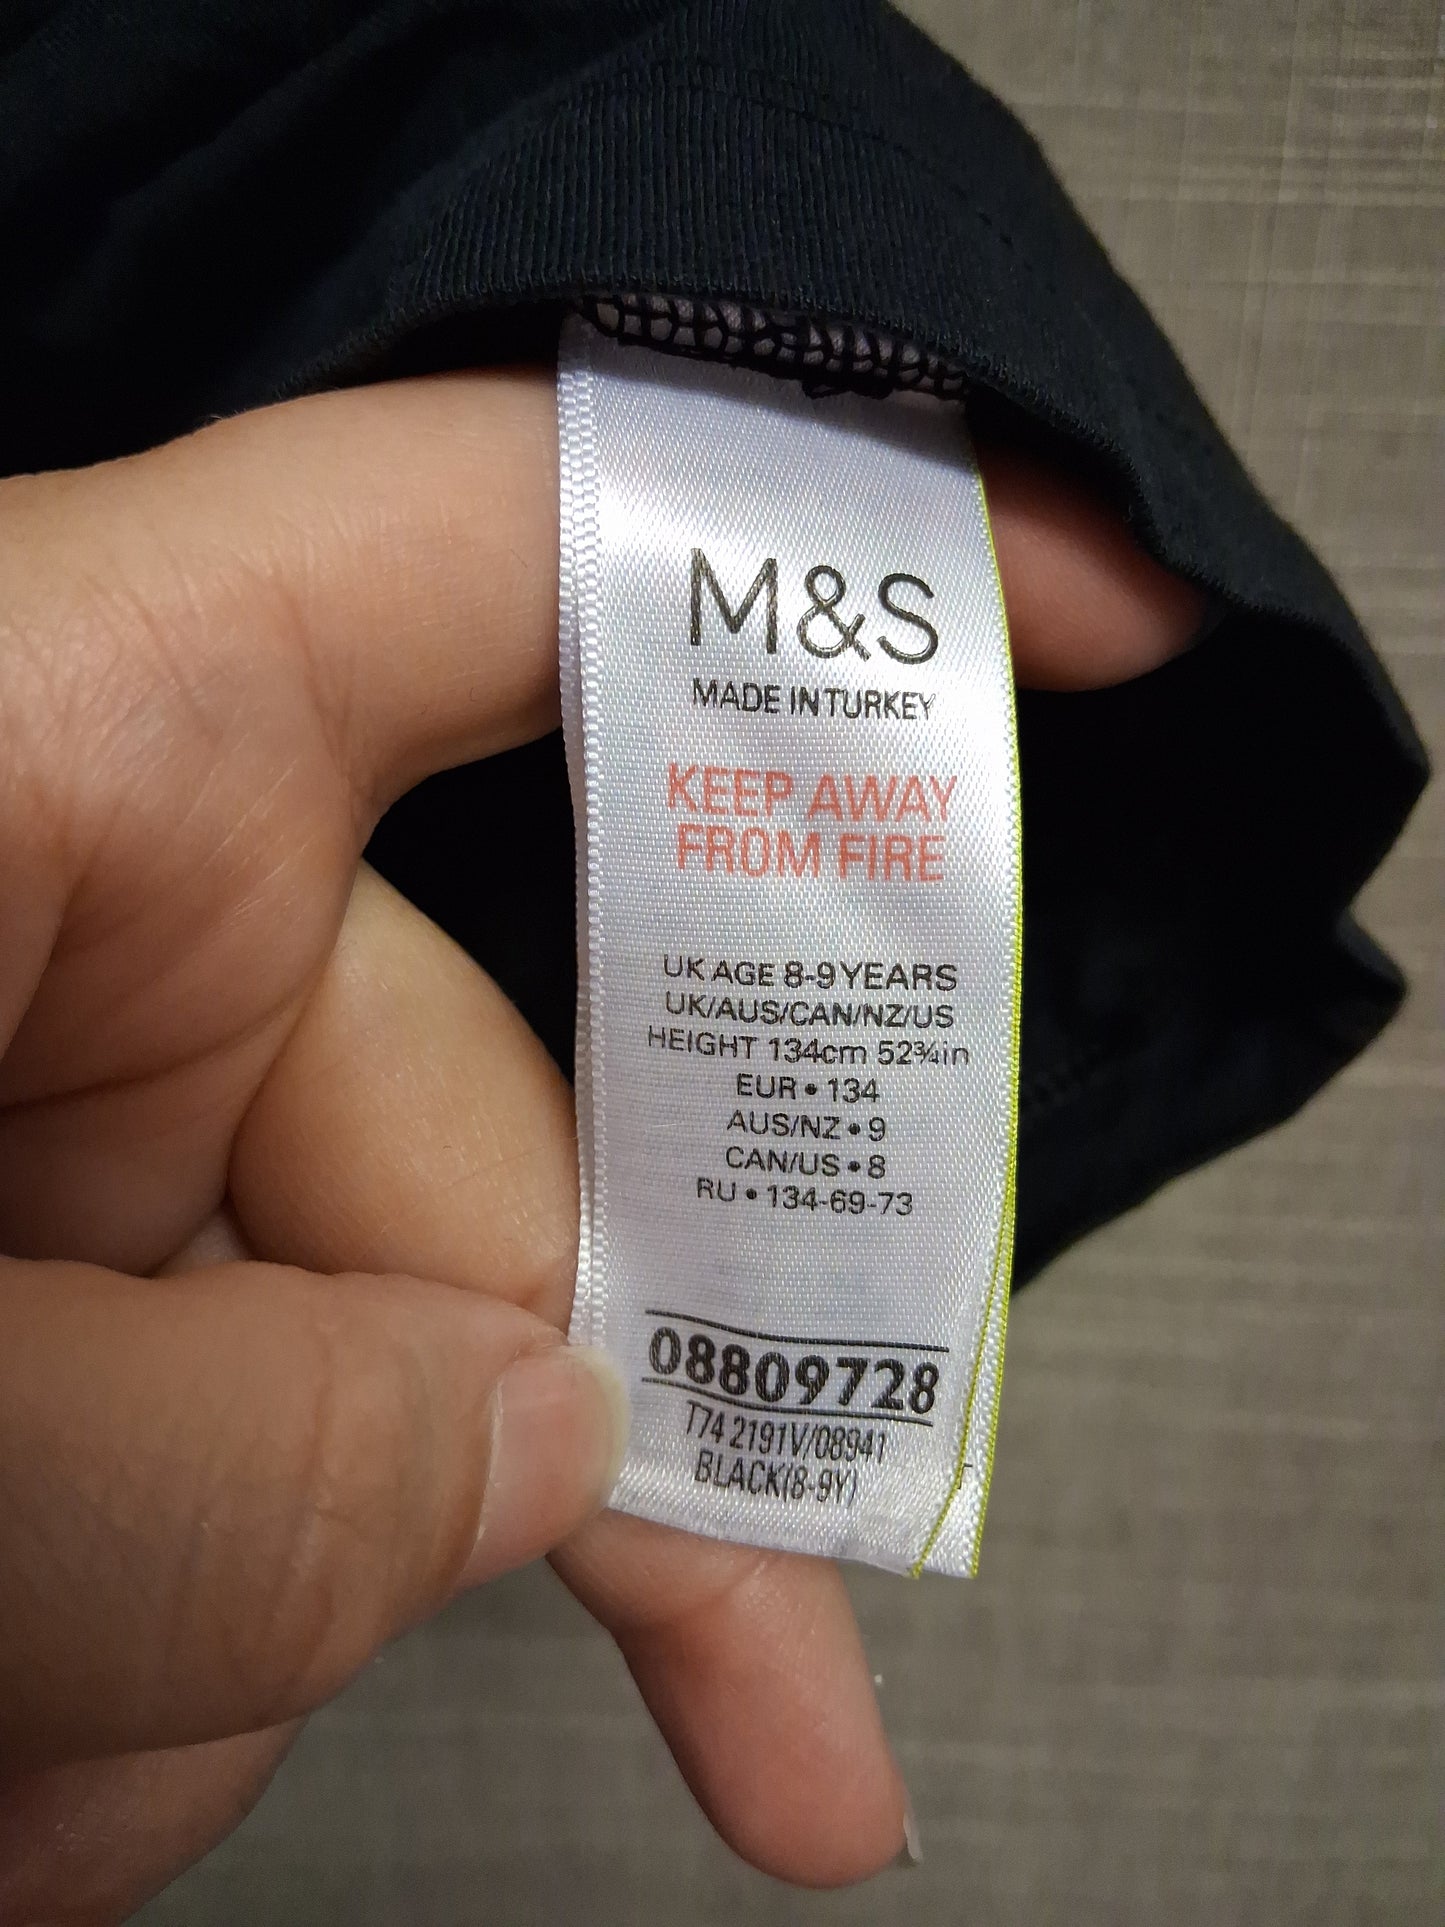 M&S
MADE IN TURKEY
KEEP AWAY
FROM FIRE
UK AGE 8-9 YEARS
UK/AUS/CAN/NZ/US
HEIGHT 134cm 52¾in
EUR • 134
AUS/NZ • 9
CAN/US • 8
RU • 134-69-73
08809728
T74 2191V/08941
BLACK(8-9Y)